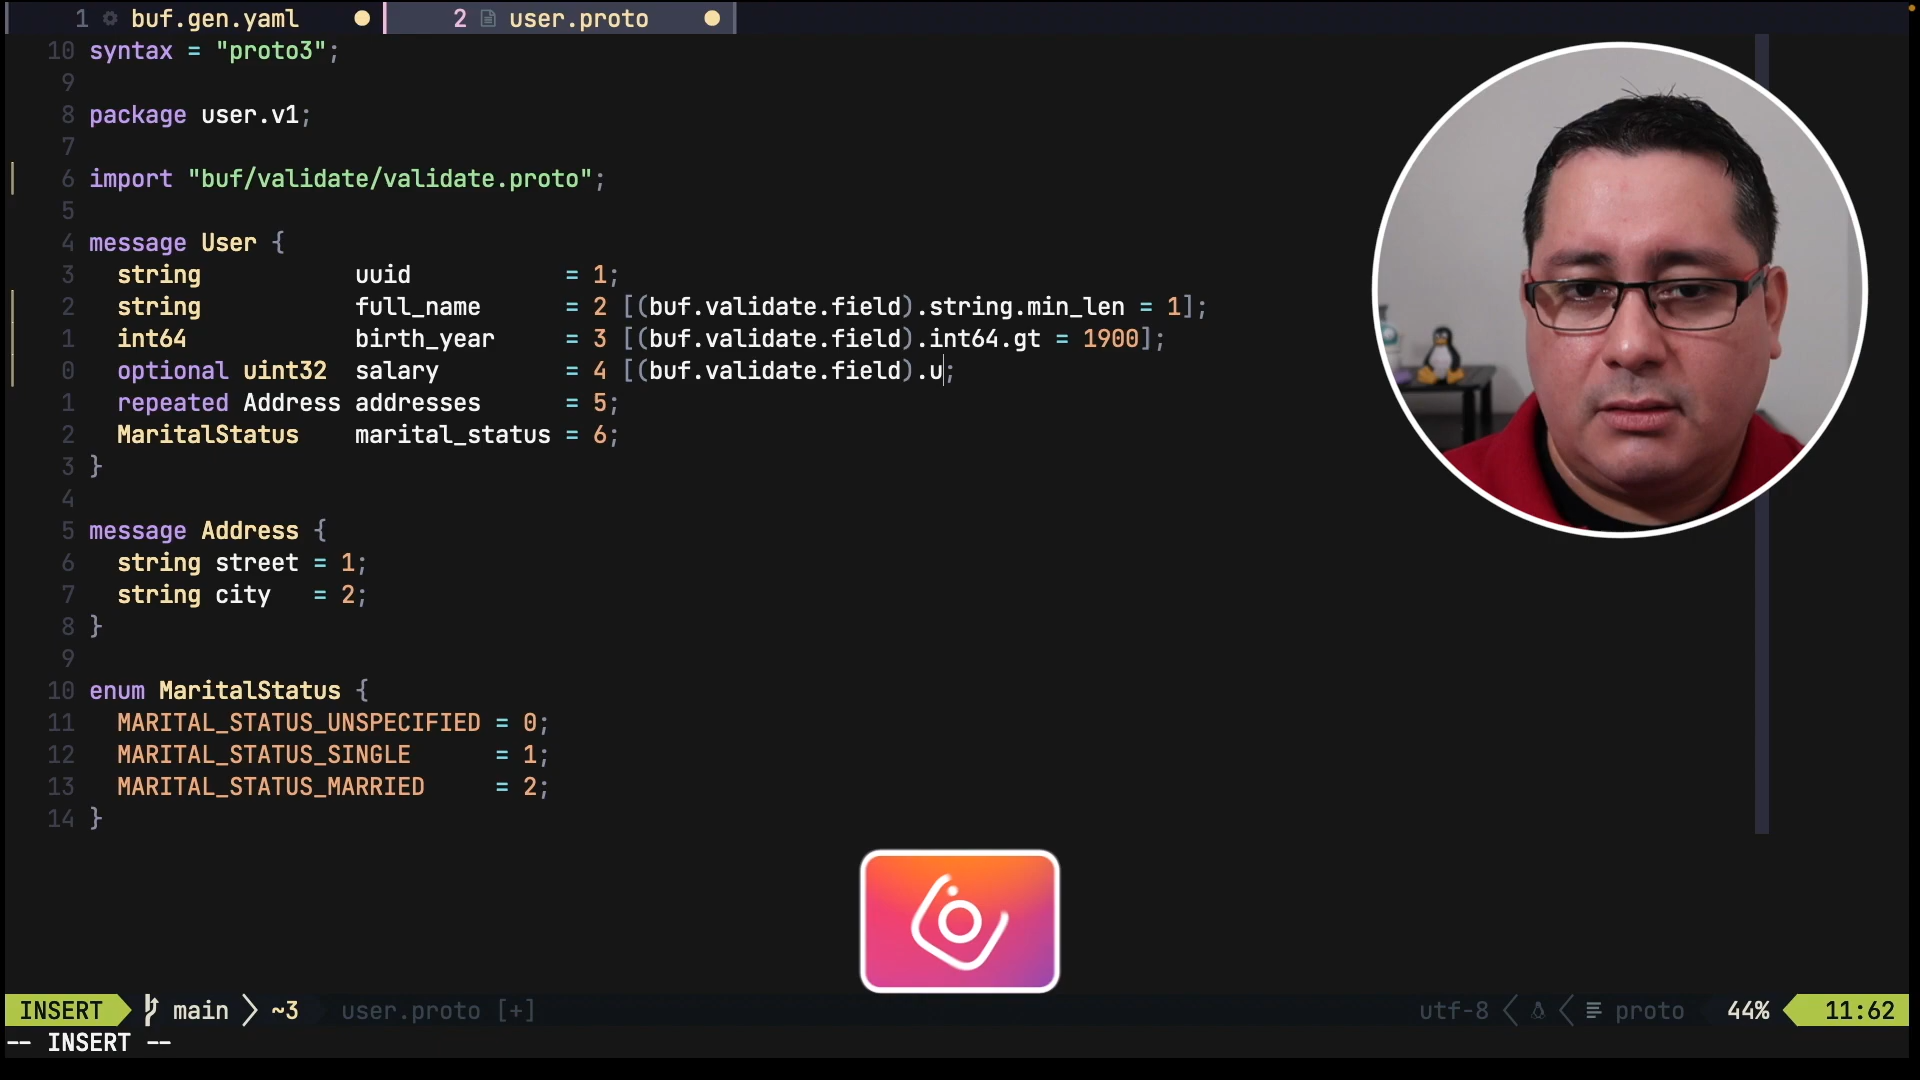 1 buf.gen.yaml 2 user.proto
10 syntax = "proto3";
9
8 package user.v1;
7
6 import "buf/validate/validate.proto";
5
4 message User {
3 string uuid = 1;
2 string full_name = 2 [(buf.validate.field).string.min_len = 1];
1 int64 birth_year = 3 [(buf.validate.field).int64.gt = 1900];
0 optional uint32 salary = 4 [(buf.validate.field).u;
1 repeated Address addresses = 5;
2 MaritalStatus marital_status = 6;
3 }
4
5 message Address {
6 string street = 1;
7 string city = 2;
8 }
9
10 enum MaritalStatus {
11 MARITAL_STATUS_UNSPECIFIED = 0;
12 MARITAL_STATUS_SINGLE = 1;
13 MARITAL_STATUS_MARRIED = 2;
14 }
INSERT main ~3 user.proto [+] utf-8 proto 44% 11:62
-- INSERT --